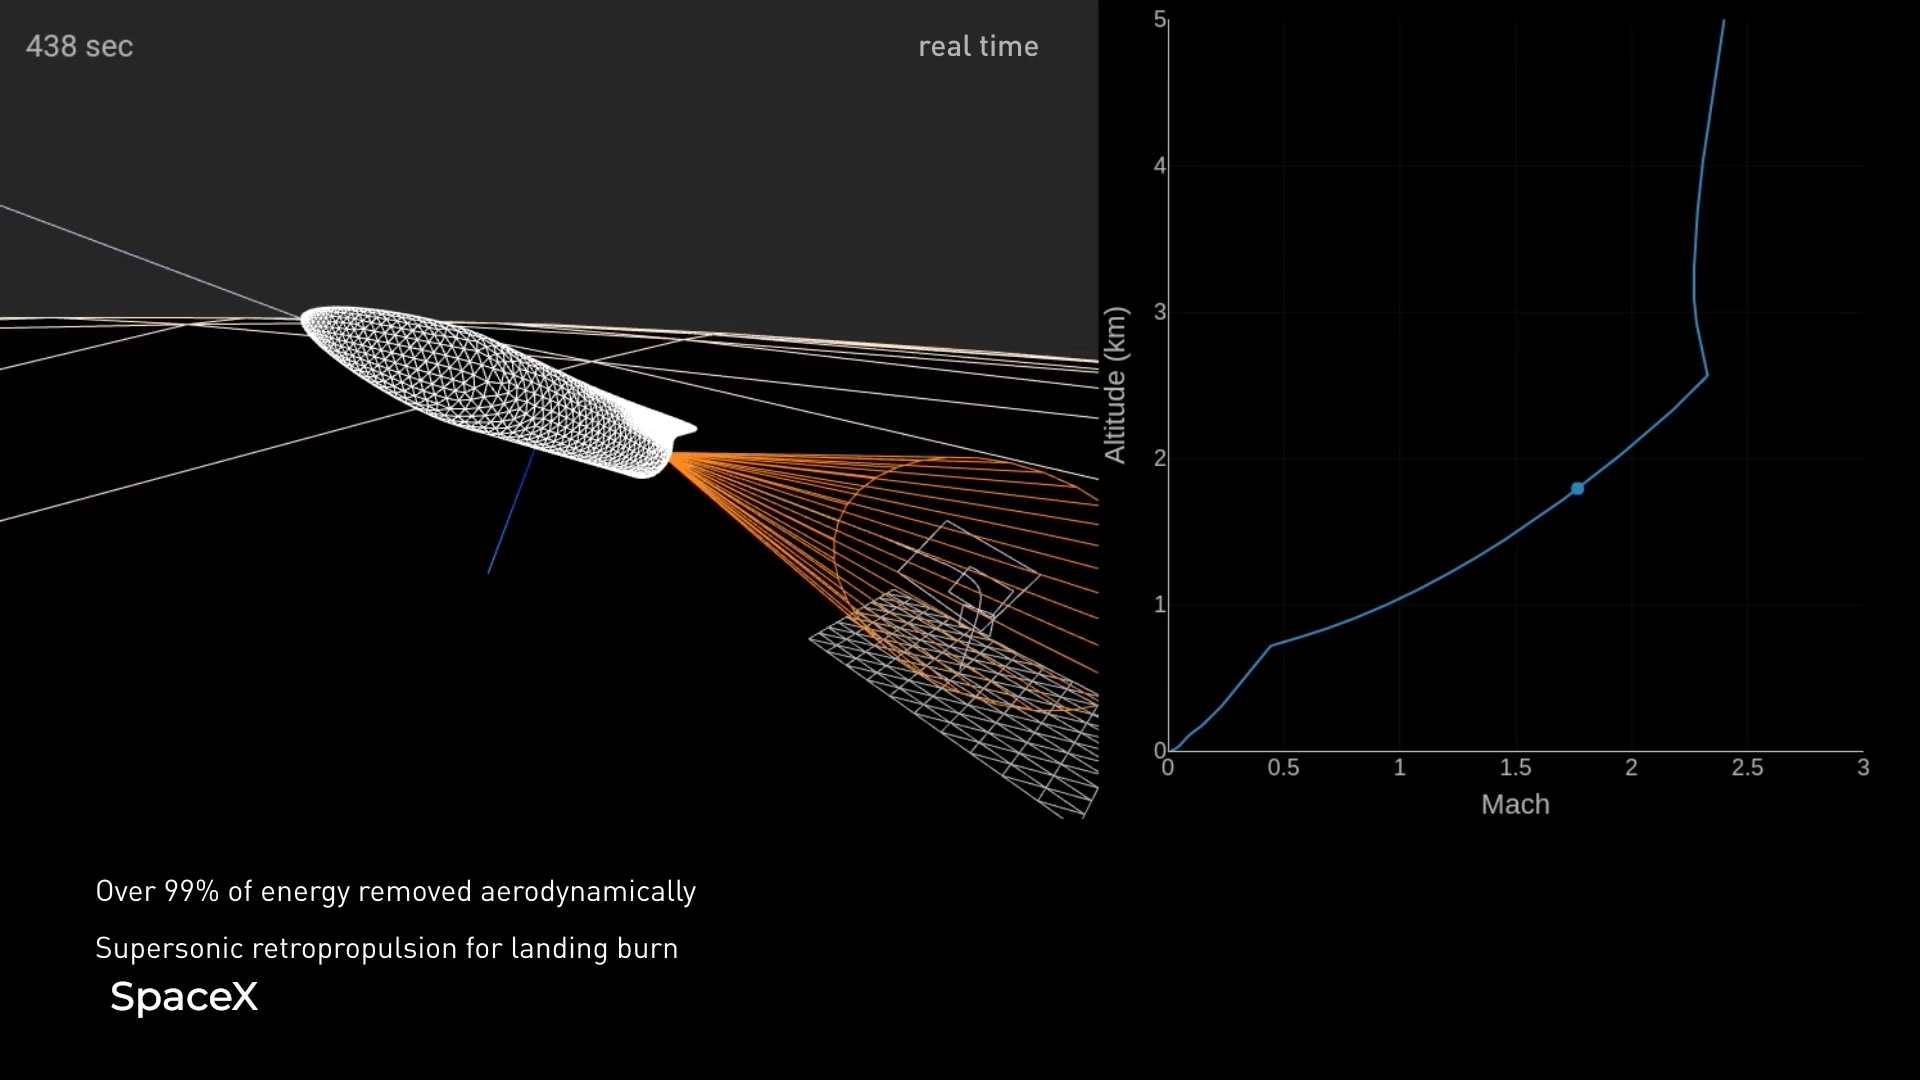 438 sec
real time
5
4
3
2
1
0
Altitude (km)
0 0.5 1 1.5 2 2.5 3
Mach
Over 99% of energy removed aerodynamically
Supersonic retropropulsion for landing burn
SpaceX